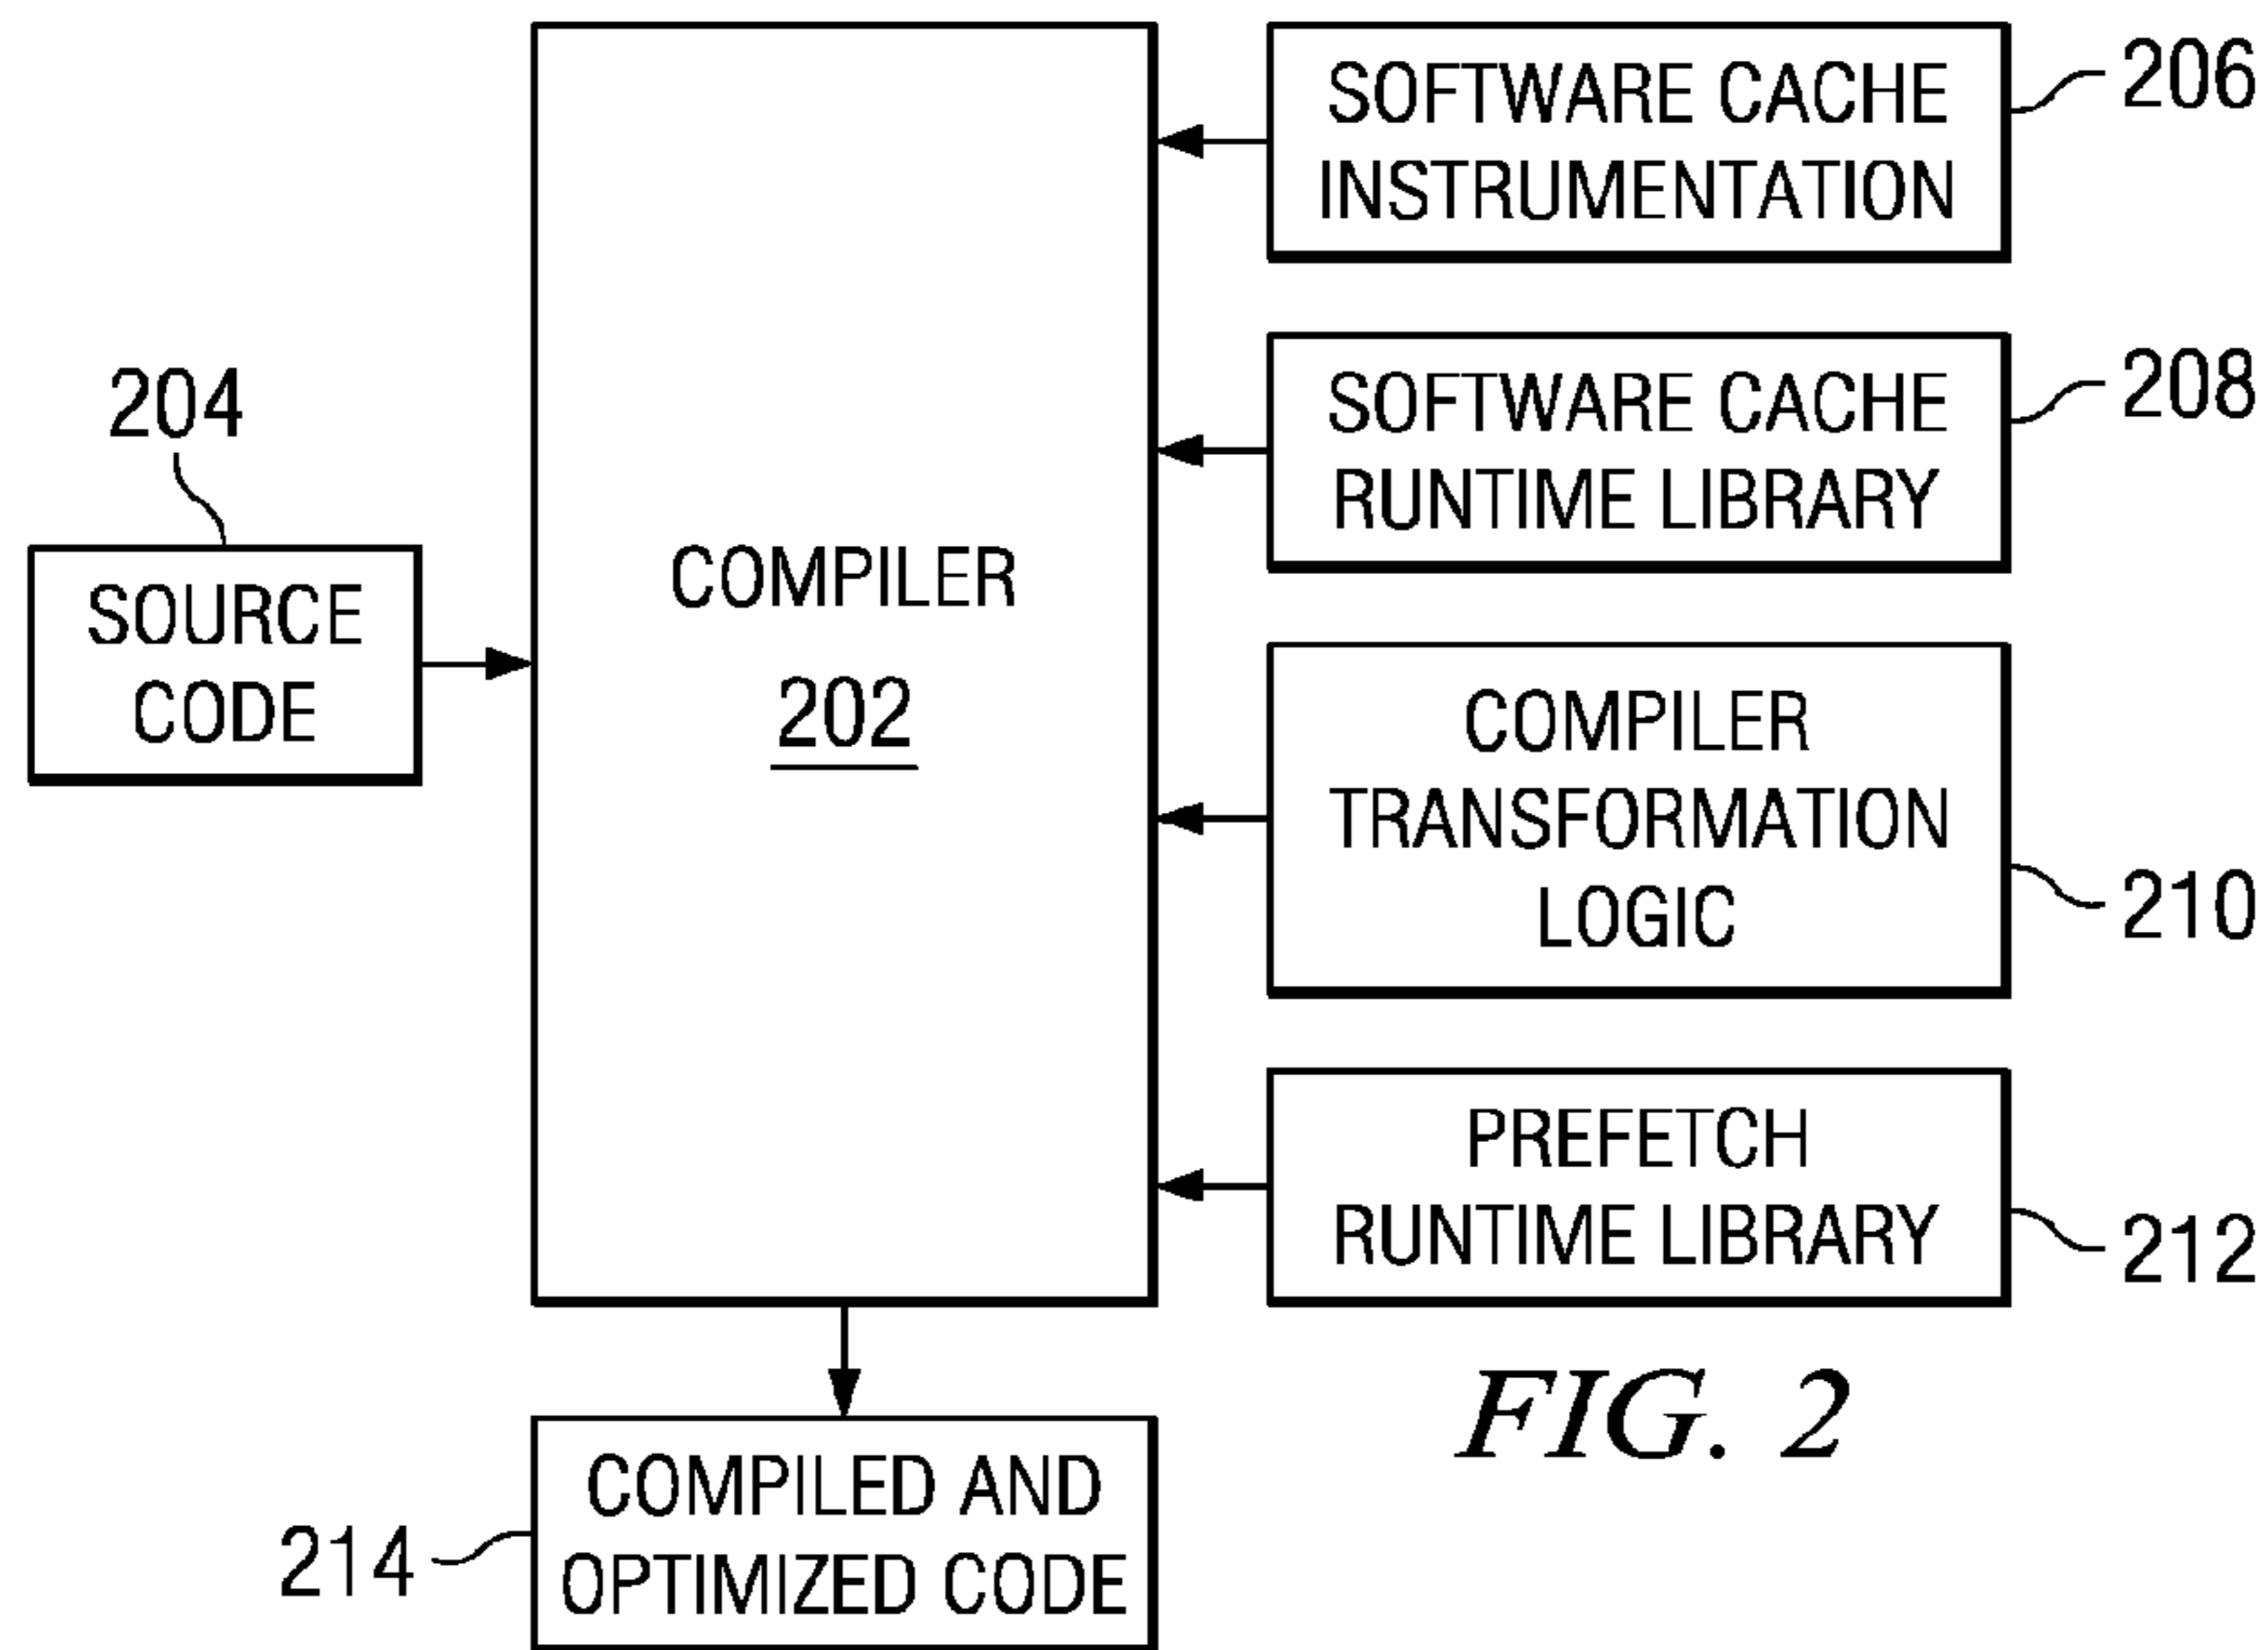 204
SOURCE
CODE
COMPILER
202
SOFTWARE CACHE
INSTRUMENTATION
206
SOFTWARE CACHE
RUNTIME LIBRARY
208
COMPILER
TRANSFORMATION
LOGIC
210
PREFETCH
RUNTIME LIBRARY
212
COMPILED AND
OPTIMIZED CODE
214
FIG. 2